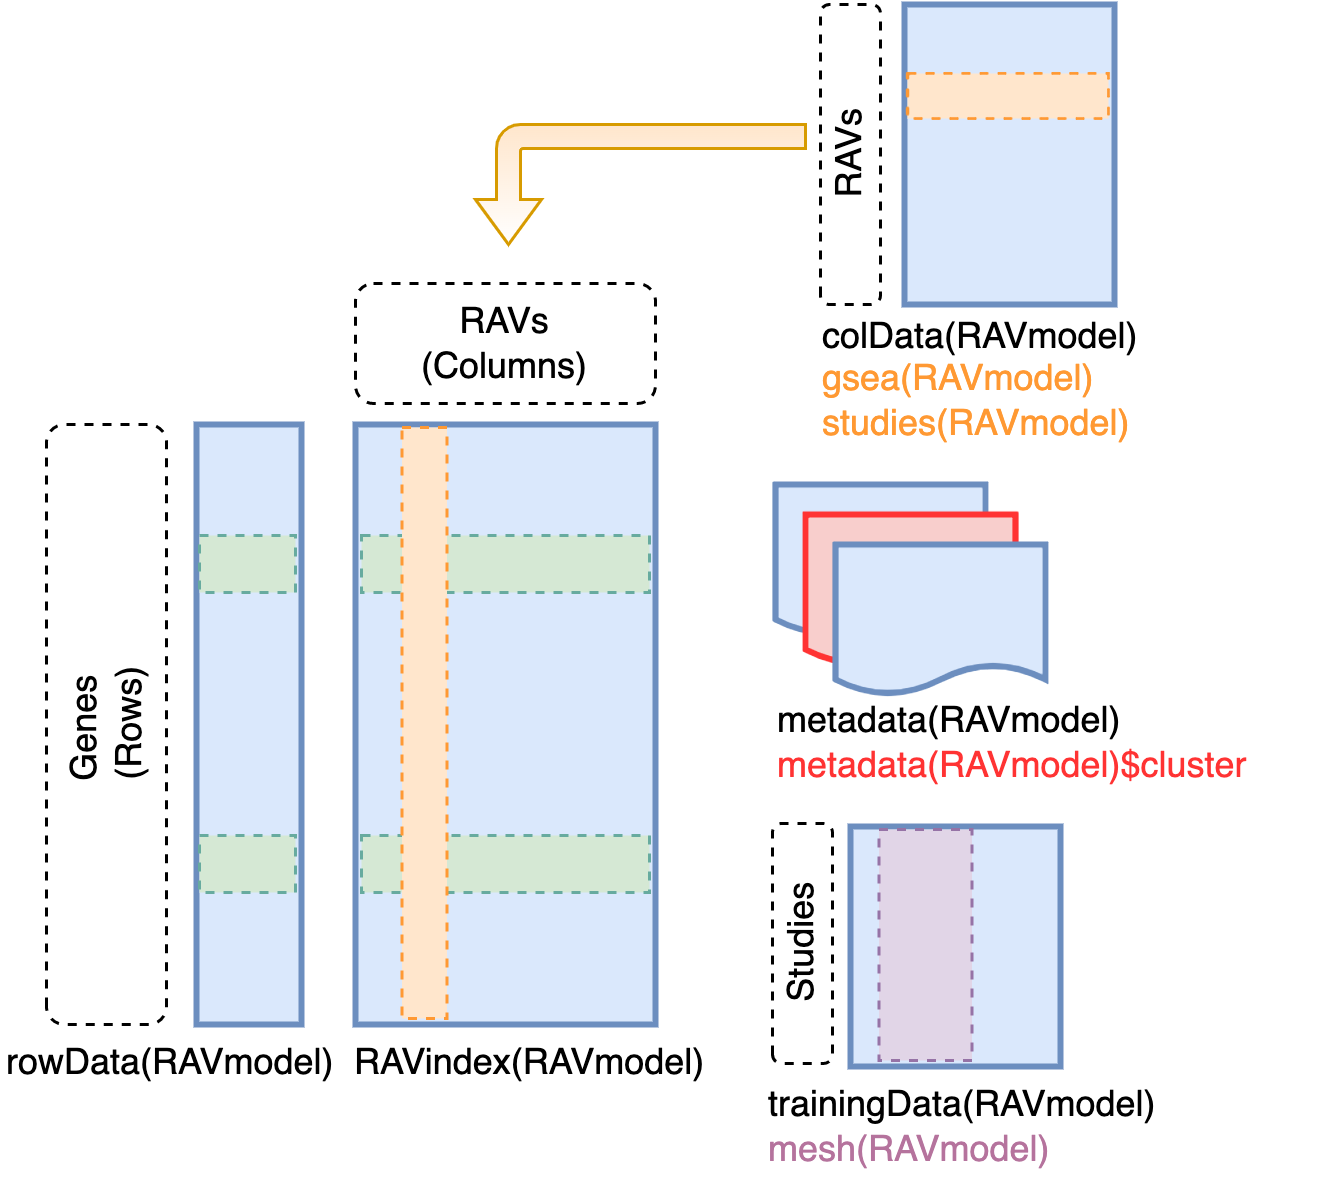 RAVs
colData(RAVmodel)
gsea(RAVmodel)
studies(RAVmodel)
RAVs
(Columns)
Genes
(Rows)
rowData(RAVmodel)
RAVindex(RAVmodel)
metadata(RAVmodel)
metadata(RAVmodel)$cluster
Studies
trainingData(RAVmodel)
mesh(RAVmodel)